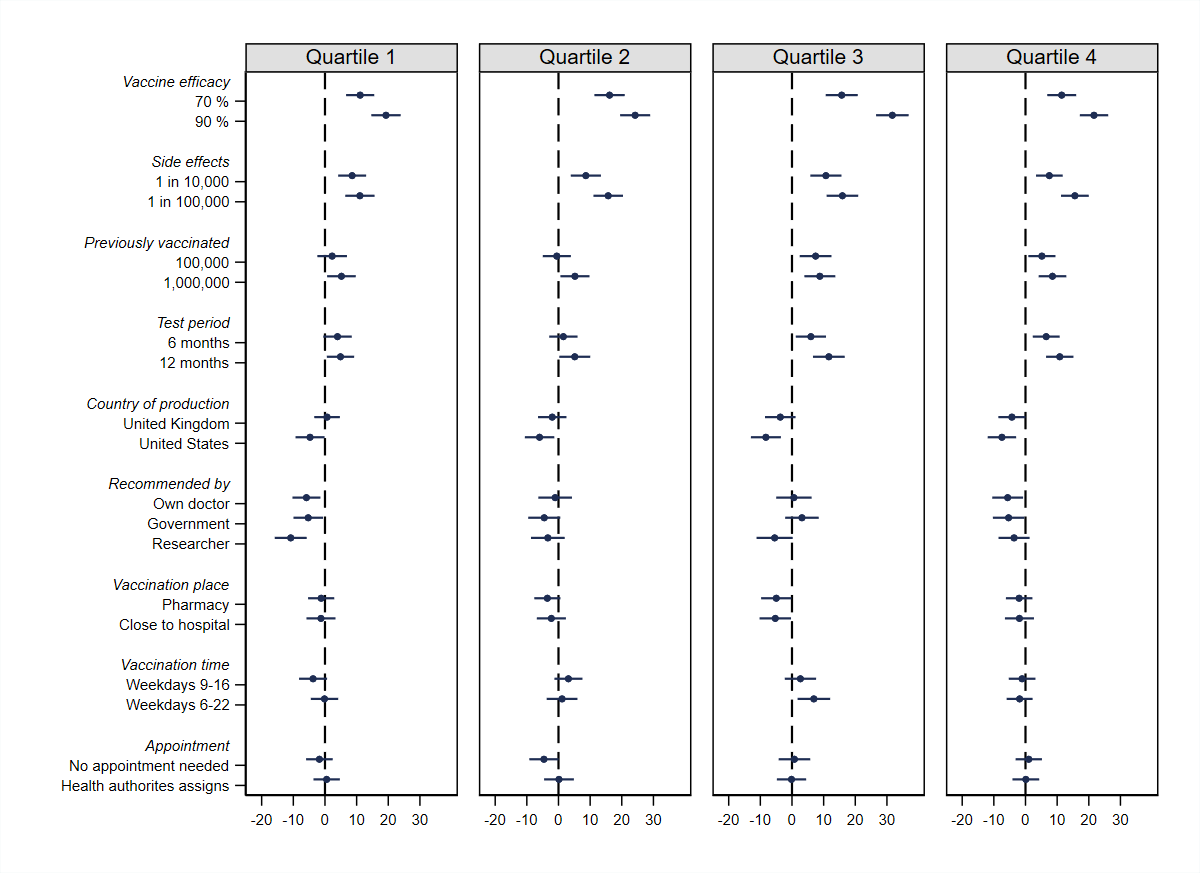 Quartile 1 Quartile 2 Quartile 3 Quartile 4
Vaccine efficacy
70 %
90 %
Side effects
1 in 10,000
1 in 100,000
Previously vaccinated
100,000
1,000,000
Test period
6 months
12 months
Country of production
United Kingdom
United States
Recommended by
Own doctor
Government
Researcher
Vaccination place
Pharmacy
Close to hospital
Vaccination time
Weekdays 9-16
Weekdays 6-22
Appointment
No appointment needed
Health authorites assigns
-20 -10 0 10 20 30 -20 -10 0 10 20 30 -20 -10 0 10 20 30 -20 -10 0 10 20 30